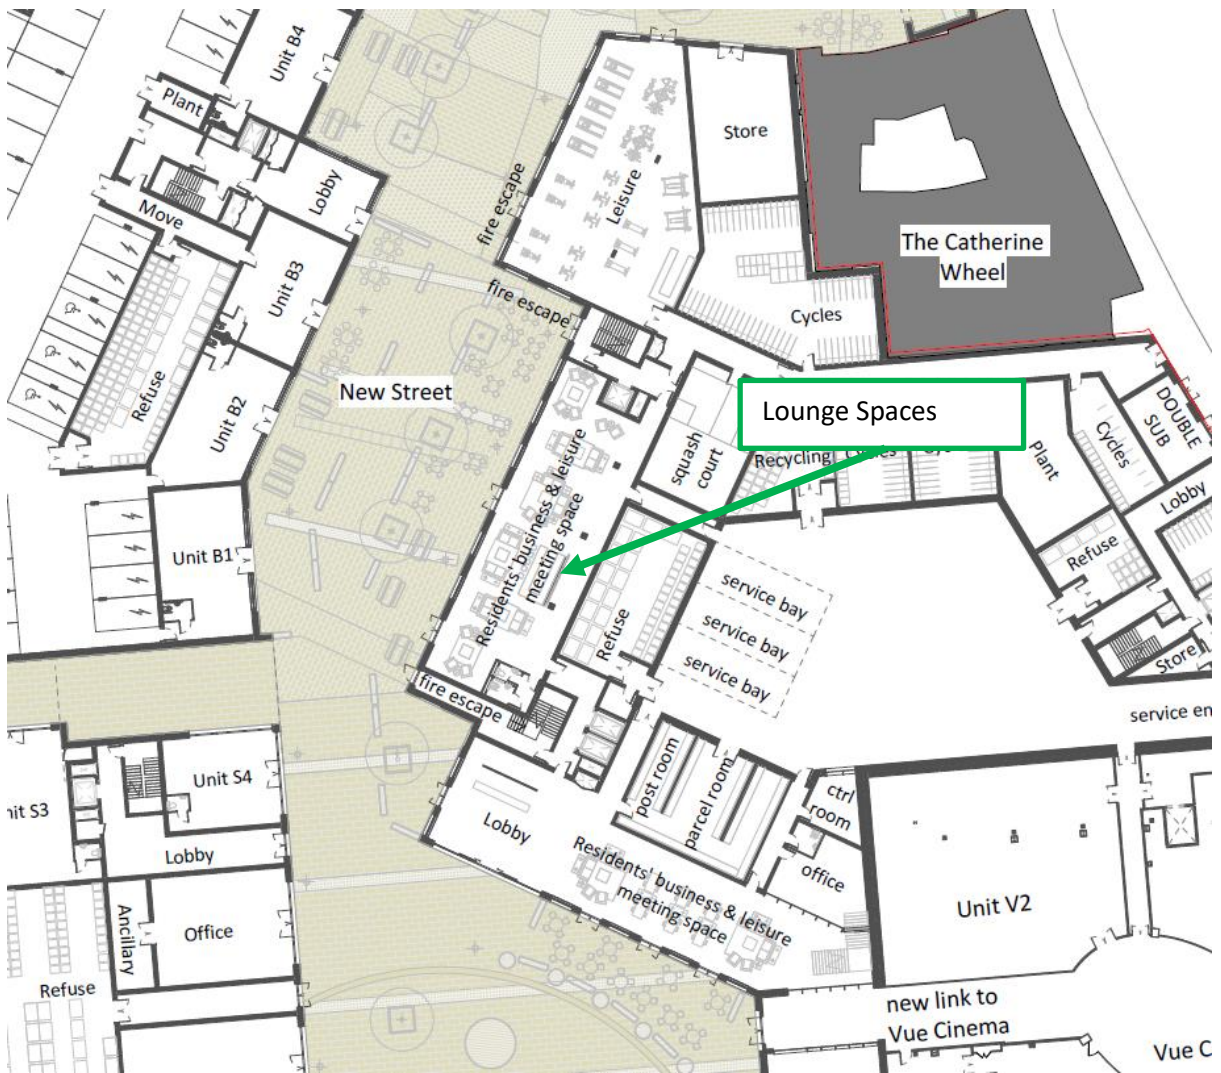 Unit B4
Plant
Lobby
Move
Unit B3
Refuse
Unit B2
Unit B1
New Street
fire escape
fire escape
Leisure
Store
Cycles
The Catherine
Wheel
Lounge Spaces
squash
court
Recycling
Cycles
Plant
Cycles
DOUBLE
SUB
Lobby
Refuse
Store
Residents' business & leisure
meeting space
Refuse
service bay
service bay
service bay
service en
fire escape
Unit S4
nit S3
Lobby
Ancillary
Office
Refuse
Lobby
post room
parcel room
ctrl
room
office
Residents' business & leisure
meeting space
Unit V2
new link to
Vue Cinema
Vue C